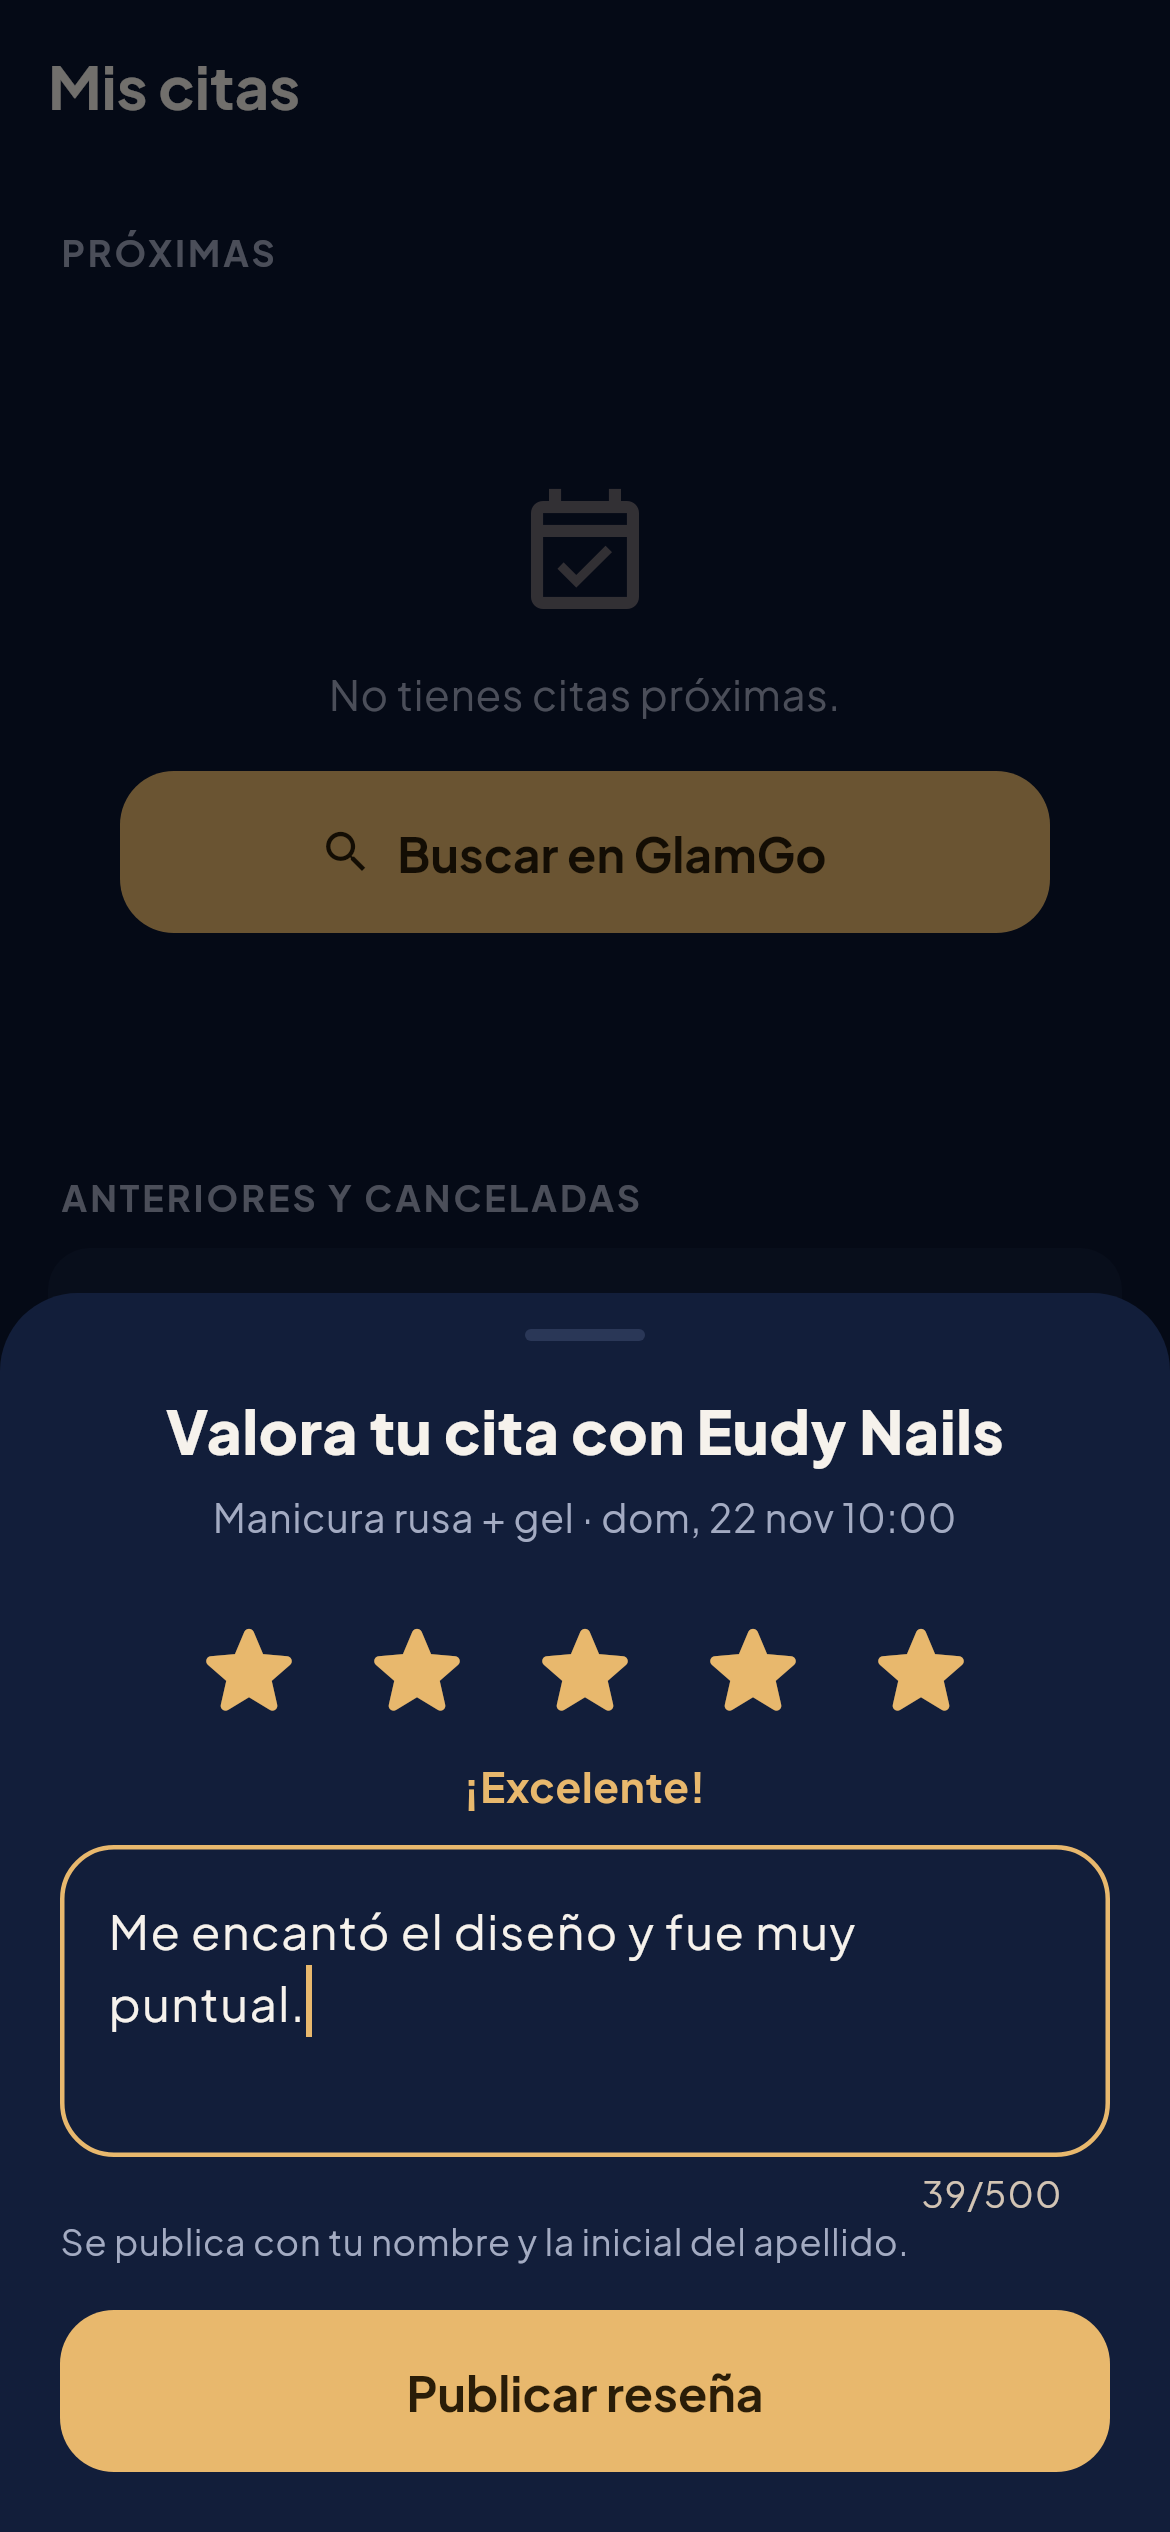 Mis citas
PRÓXIMAS
No tienes citas próximas.
Buscar en GlamGo
ANTERIORES Y CANCELADAS
Valora tu cita con Eudy Nails
Manicura rusa + gel · dom, 22 nov 10:00
¡Excelente!
Me encantó el diseño y fue muy
puntual.
39/500
Se publica con tu nombre y la inicial del apellido.
Publicar reseña